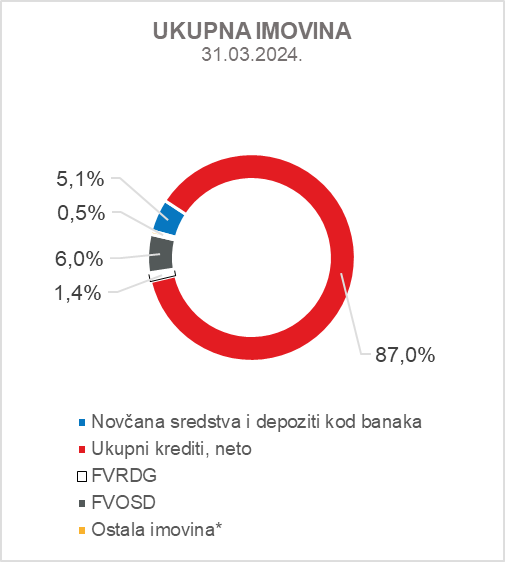 UKUPNA IMOVINA
31.03.2024.
5,1%
0,5%
6,0%
1,4%
87,0%
Novčana sredstva i depoziti kod banaka
Ukupni krediti, neto
FVRDG
FVOSD
Ostala imovina*